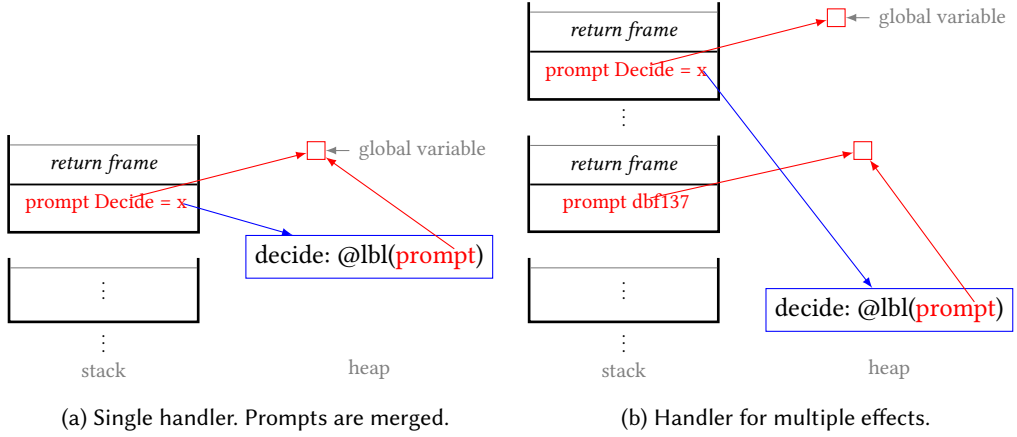 return frame
prompt Decide = x
global variable
decide: @lbl(prompt)
⋮
⋮
stack
heap
(a) Single handler. Prompts are merged.
return frame
global variable
prompt Decide = x
⋮
return frame
prompt dbf137
⋮
decide: @lbl(prompt)
⋮
stack
heap
(b) Handler for multiple effects.